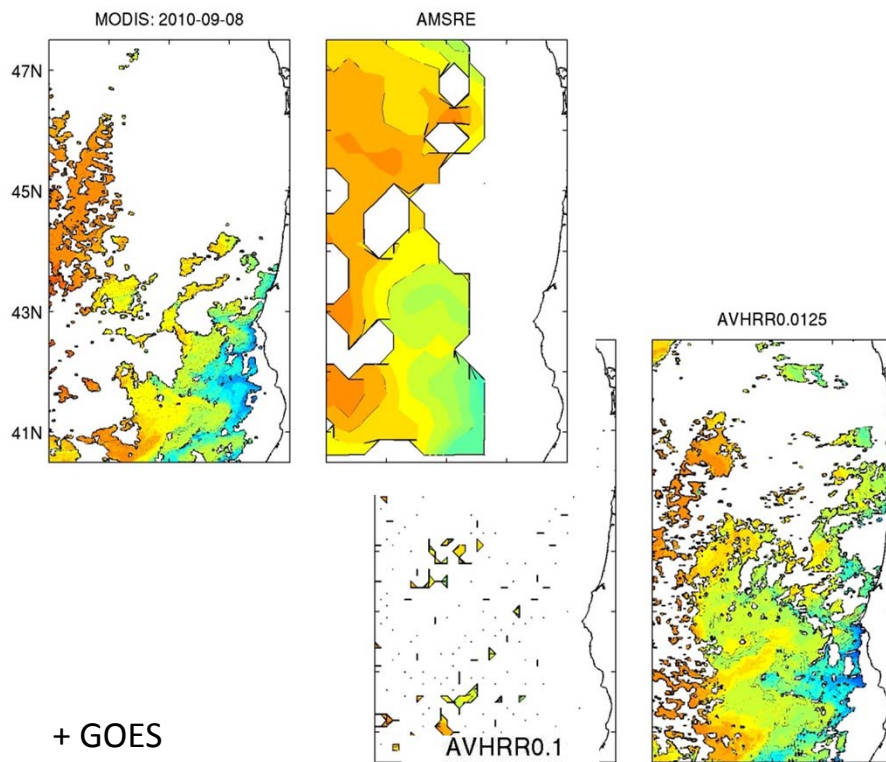 MODIS: 2010-09-08
AMSRE
47N
45N
43N
41N
AVHRR0.0125
AVHRR0.1
+ GOES